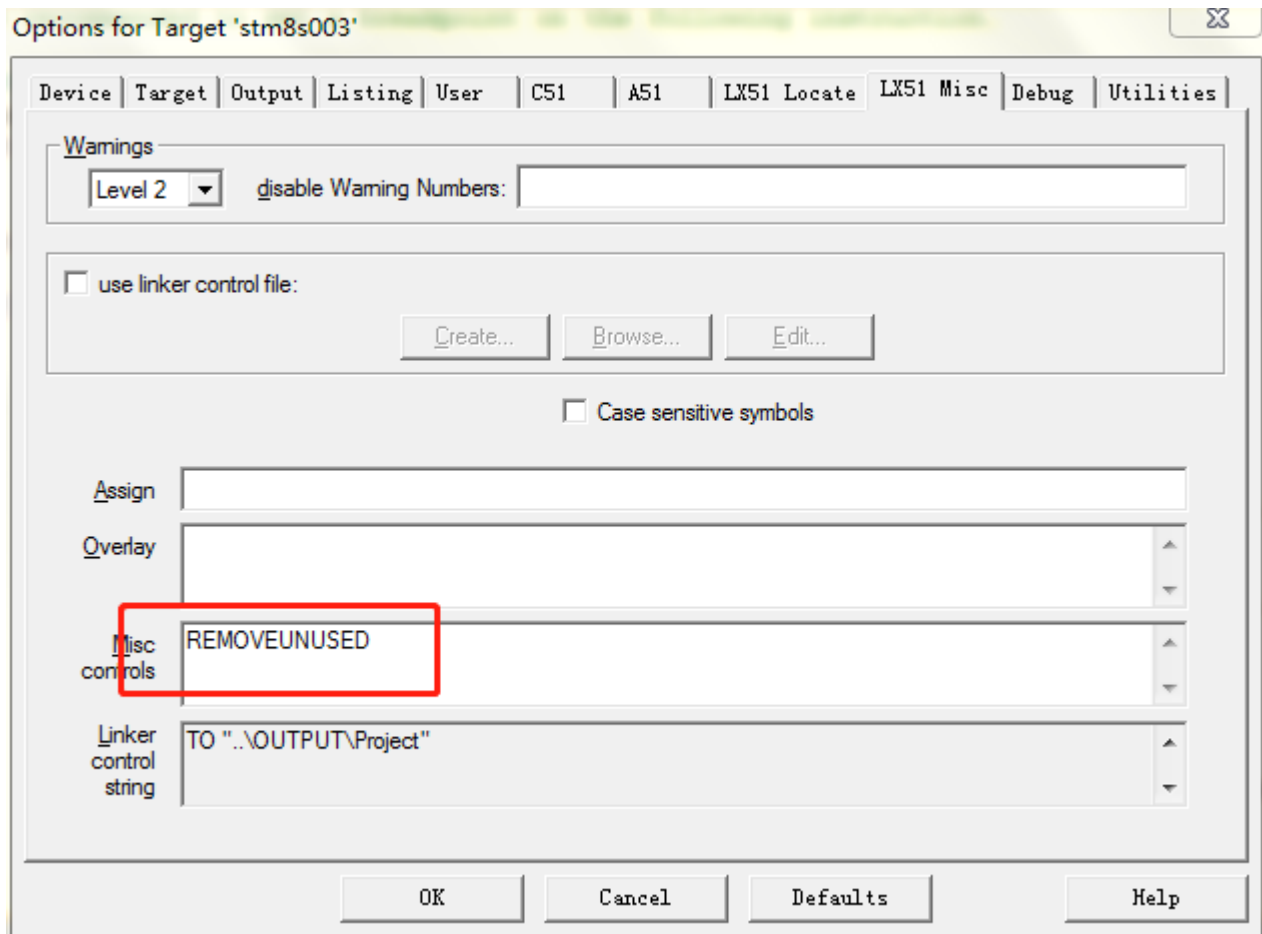 Options for Target 'stm8s003'
Device Target Output Listing User C51 A51 LX51 Locate LX51 Misc Debug Utilities
Warnings
Level 2 disable Warning Numbers:
use linker control file:
Create... Browse... Edit...
Case sensitive symbols
Assign
Overlay
Misc controls
REMOVEUNUSED
Linker control string
TO "..\OUTPUT\Project"
OK Cancel Defaults Help